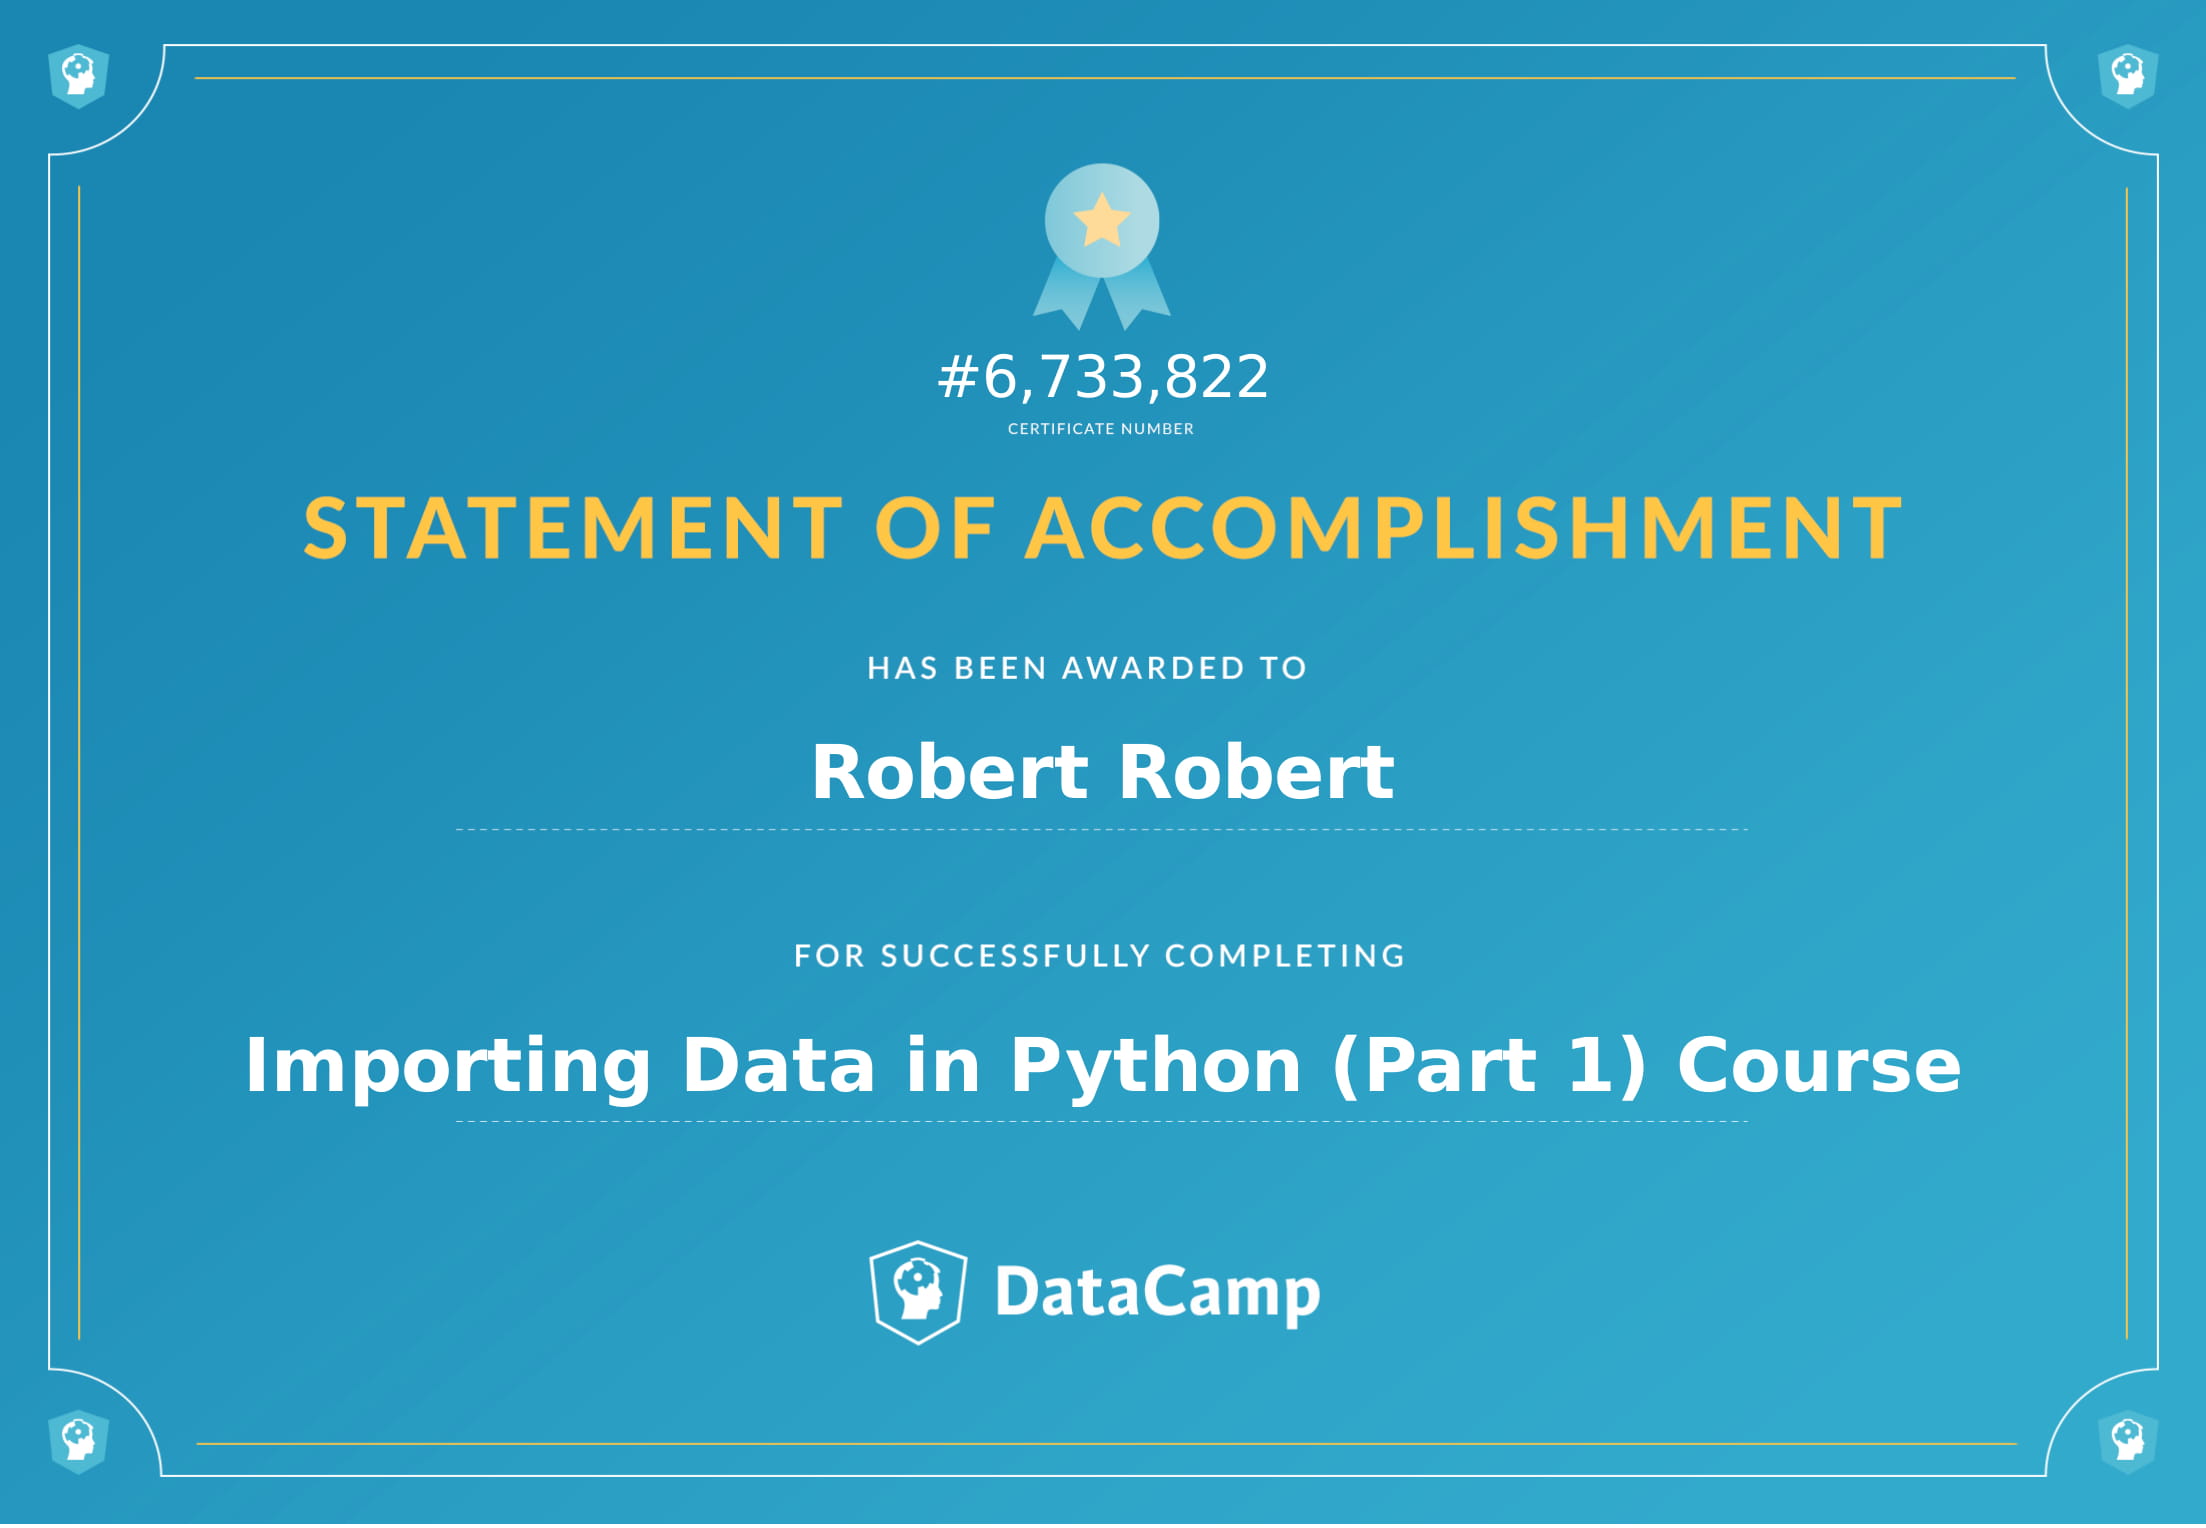 #6,733,822
CERTIFICATE NUMBER
STATEMENT OF ACCOMPLISHMENT
HAS BEEN AWARDED TO
Robert Robert
FOR SUCCESSFULLY COMPLETING
Importing Data in Python (Part 1) Course
DataCamp